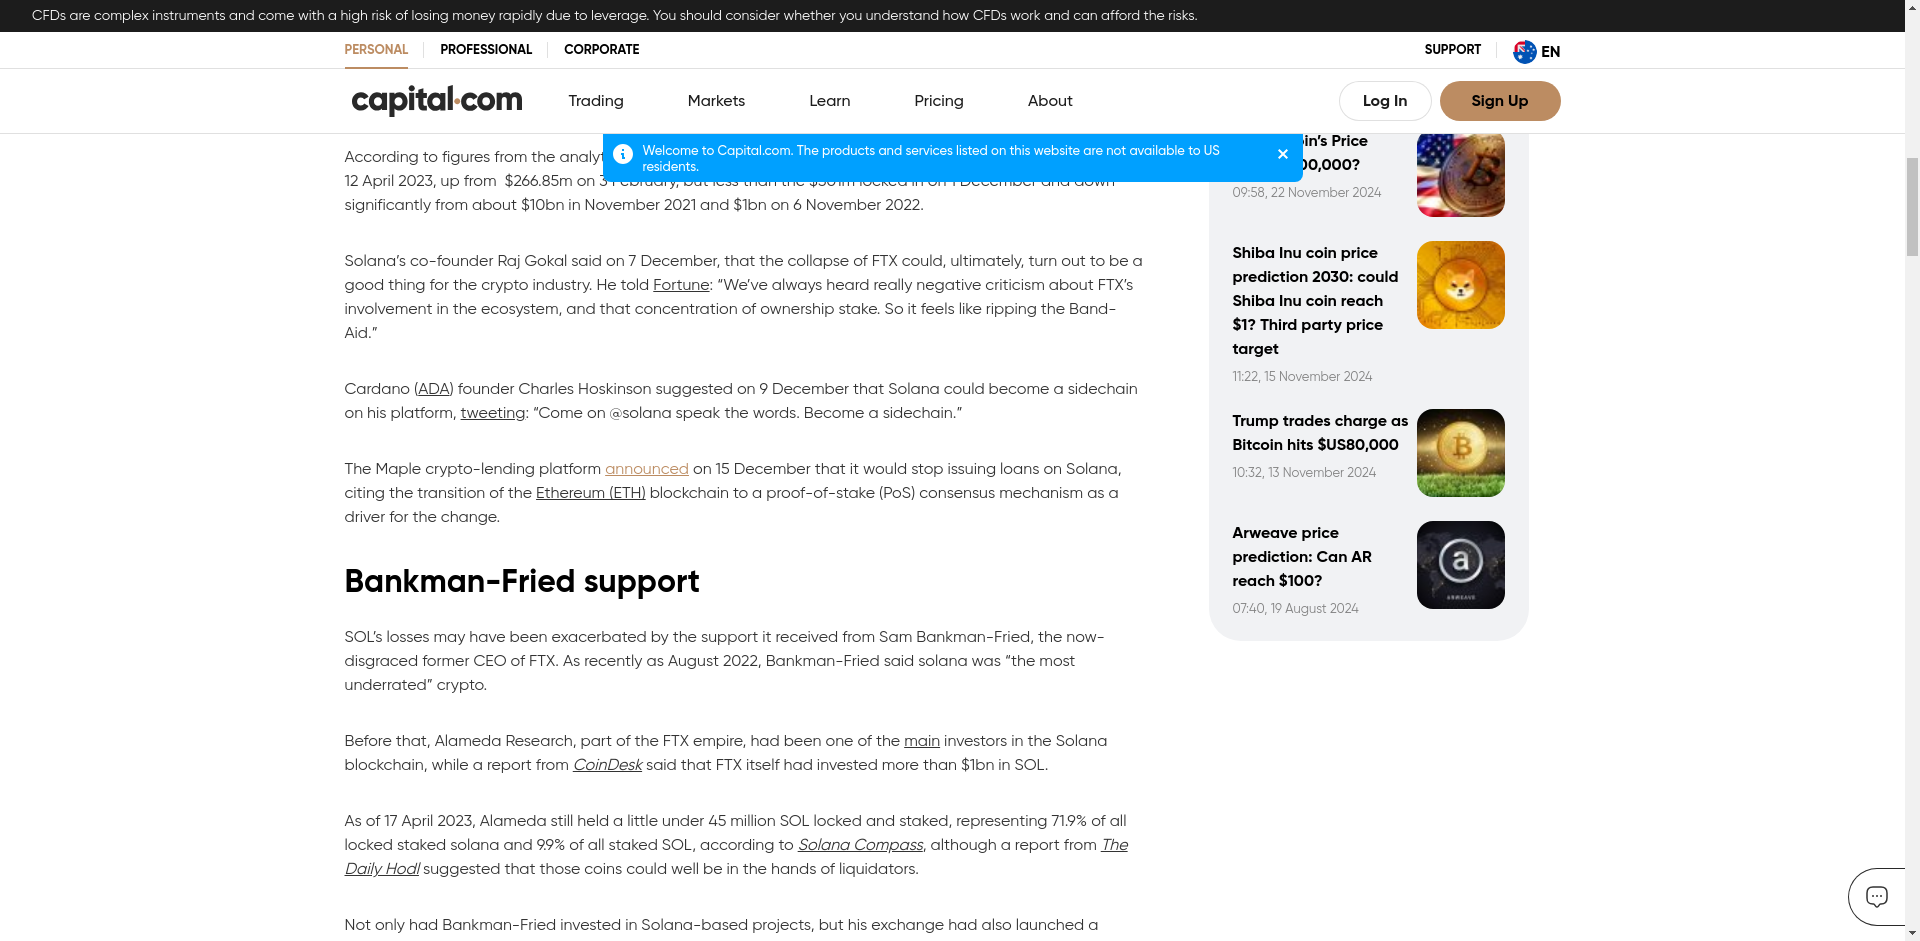 CFDs are complex instruments and come with a high risk of losing money rapidly due to leverage. You should consider whether you understand how CFDs work and can afford the risks.
PERSONAL
PROFESSIONAL
CORPORATE
SUPPORT
EN
capital.com
Trading
Markets
Learn
Pricing
About
Log In
Sign Up
Welcome to Capital.com. The products and services listed on this website are not available to US
residents.
According to figures from the
12 April 2023, up from $266.85m on 3 February, but less than the $301m locked in on 1 December and down
significantly from about $10bn in November 2021 and $1bn on 6 November 2022.
Solana’s co-founder Raj Gokal said on 7 December, that the collapse of FTX could, ultimately, turn out to be a
good thing for the crypto industry. He told Fortune: “We’ve always heard really negative criticism about FTX’s
involvement in the ecosystem, and that concentration of ownership stake. So it feels like ripping the Band-
Aid.”
Cardano (ADA) founder Charles Hoskinson suggested on 9 December that Solana could become a sidechain
on his platform, tweeting: “Come on @solana speak the words. Become a sidechain.”
The Maple crypto-lending platform announced on 15 December that it would stop issuing loans on Solana,
citing the transition of the Ethereum (ETH) blockchain to a proof-of-stake (PoS) consensus mechanism as a
driver for the change.
Bankman-Fried support
SOL’s losses may have been exacerbated by the support it received from Sam Bankman-Fried, the now-
disgraced former CEO of FTX. As recently as August 2022, Bankman-Fried said solana was “the most
underrated” crypto.
Before that, Alameda Research, part of the FTX empire, had been one of the main investors in the Solana
blockchain, while a report from CoinDesk said that FTX itself had invested more than $1bn in SOL.
As of 17 April 2023, Alameda still held a little under 45 million SOL locked and staked, representing 71.9% of all
locked staked solana and 9.9% of all staked SOL, according to Solana Compass, although a report from The
Daily Hodl suggested that those coins could well be in the hands of liquidators.
Not only had Bankman-Fried invested in Solana-based projects, but his exchange had also launched a
Price
09:58, 22 November 2024
Shiba Inu coin price
prediction 2030: could
Shiba Inu coin reach
$1? Third party price
target
11:22, 15 November 2024
Trump trades charge as
Bitcoin hits $US80,000
10:32, 13 November 2024
Arweave price
prediction: Can AR
reach $100?
07:40, 19 August 2024
ARWEAVE